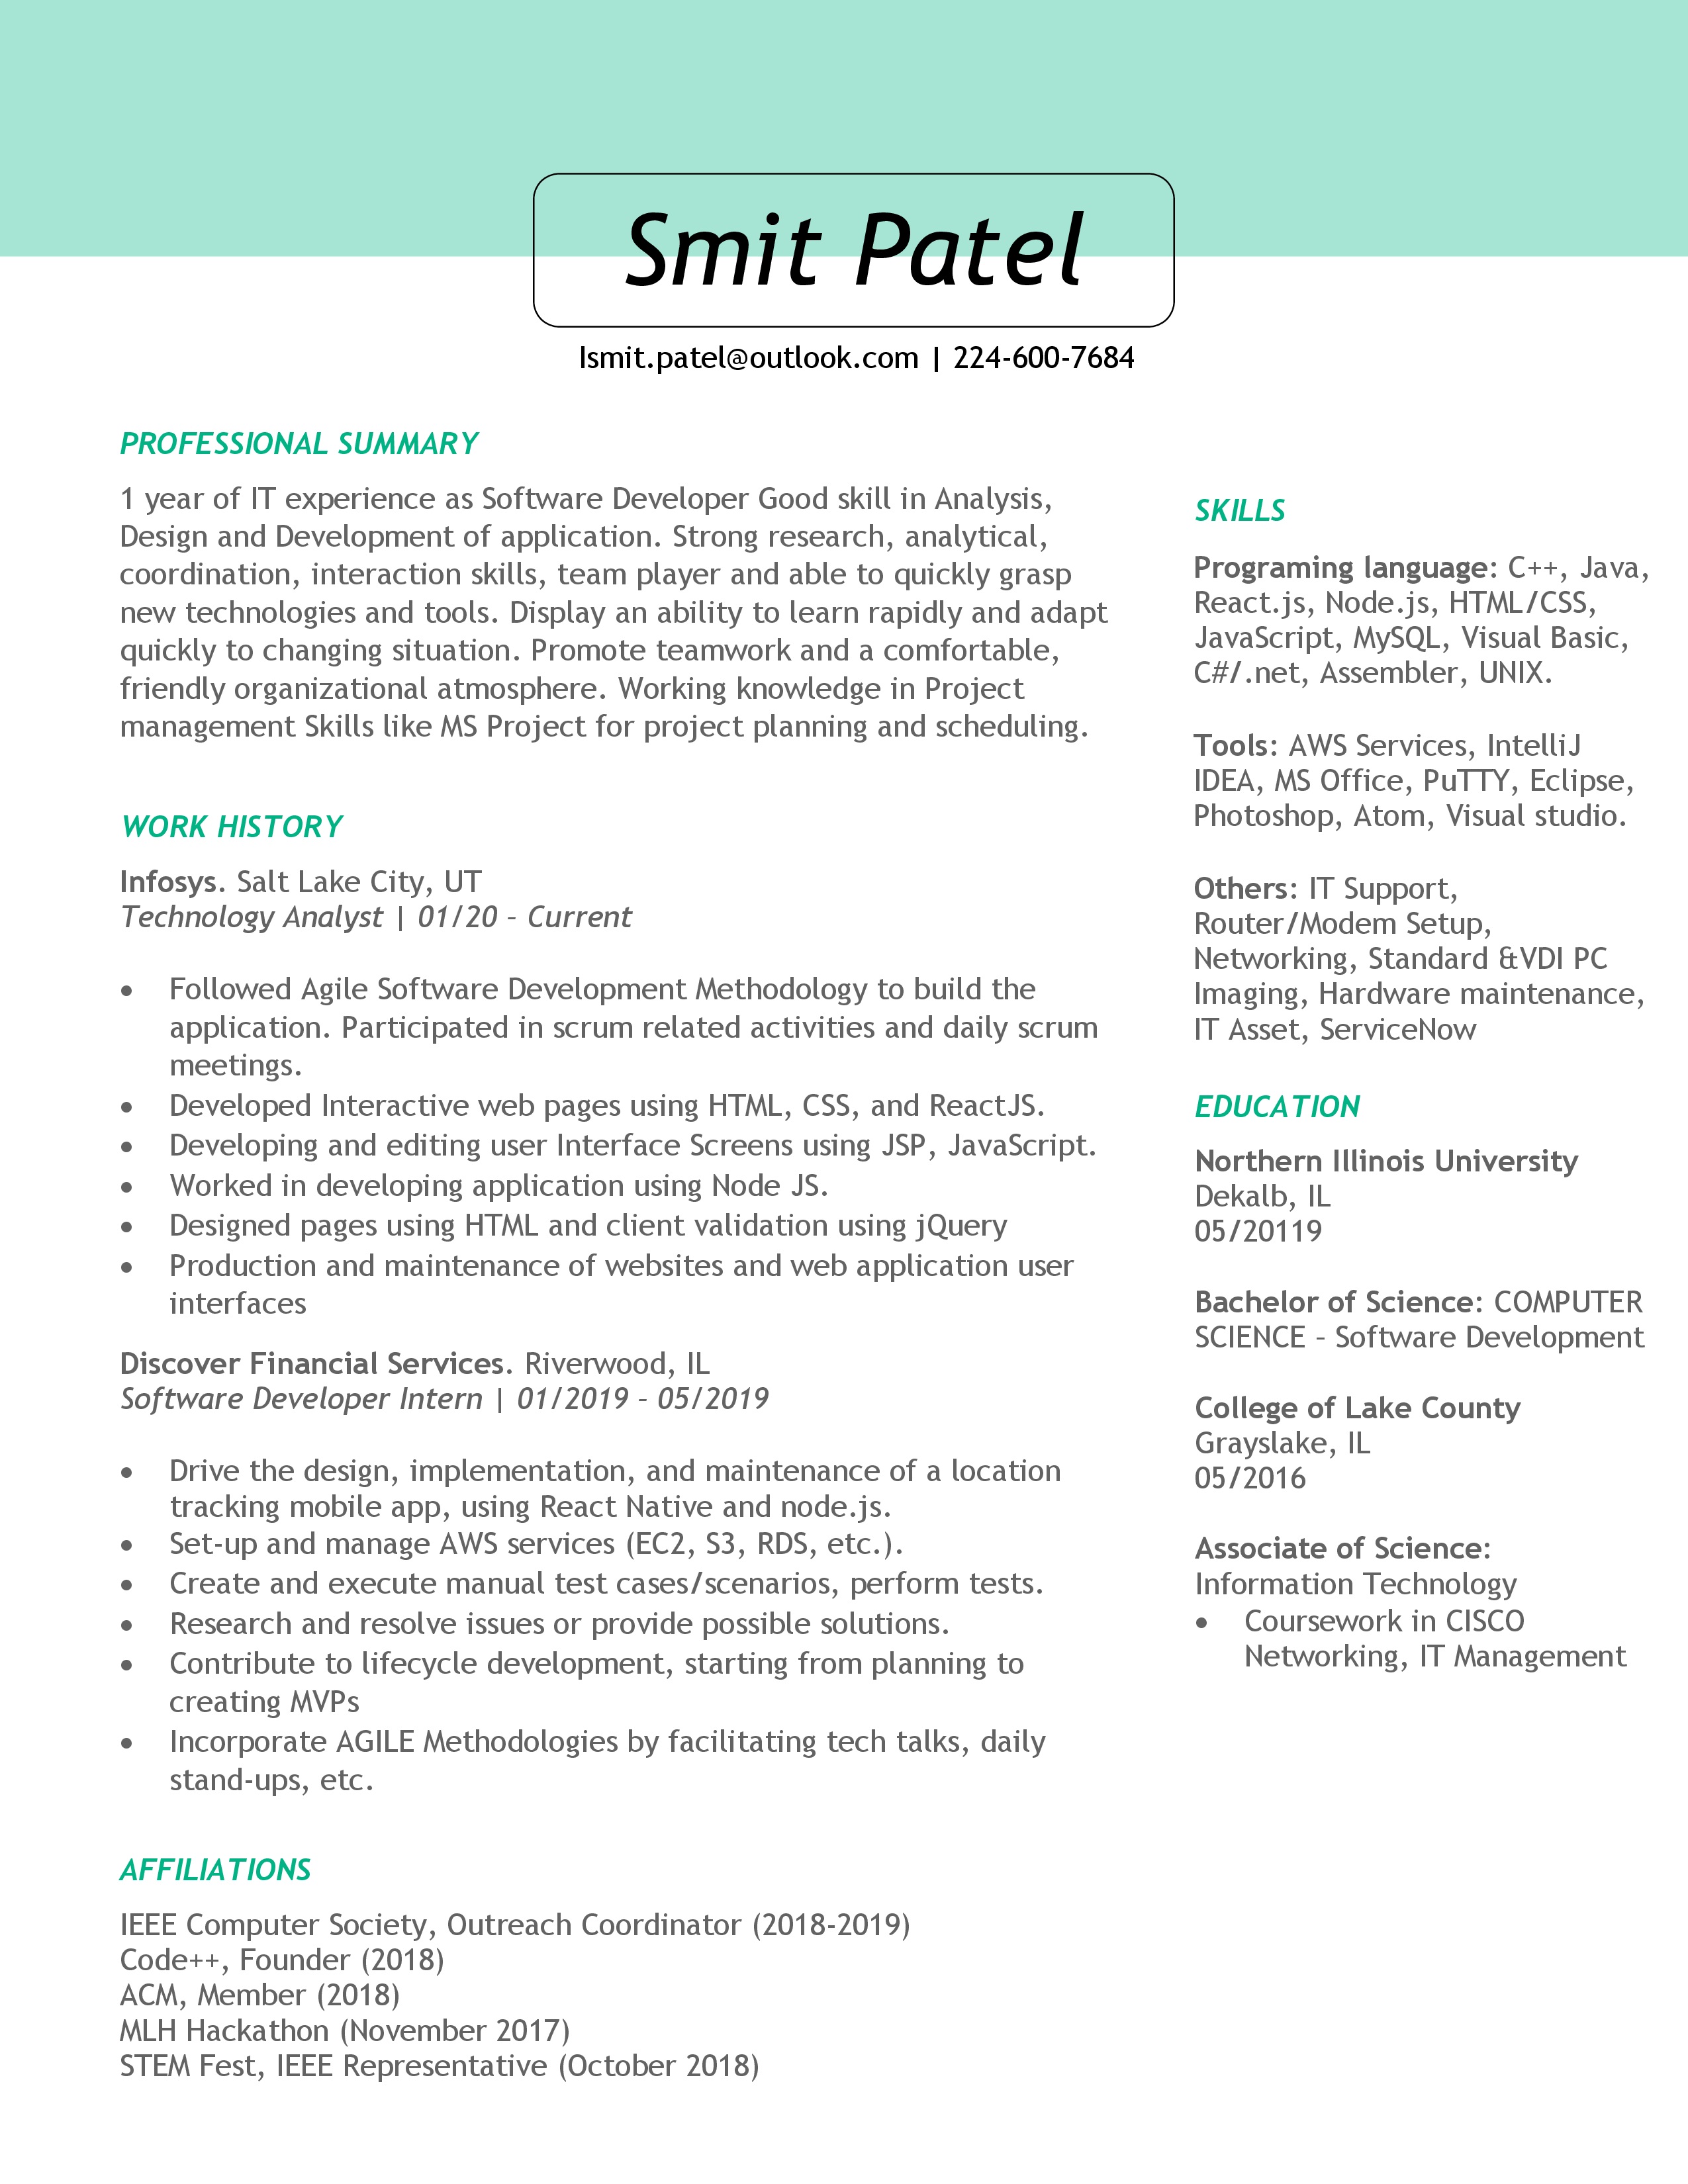 Smit Patel
Ismit.patel@outlook.com | 224-600-7684
PROFESSIONAL SUMMARY
1 year of IT experience as Software Developer Good skill in Analysis,
Design and Development of application. Strong research, analytical,
coordination, interaction skills, team player and able to quickly grasp
new technologies and tools. Display an ability to learn rapidly and adapt
quickly to changing situation. Promote teamwork and a comfortable,
friendly organizational atmosphere. Working knowledge in Project
management Skills like MS Project for project planning and scheduling.
WORK HISTORY
Infosys. Salt Lake City, UT
Technology Analyst | 01/20 – Current
• Followed Agile Software Development Methodology to build the
application. Participated in scrum related activities and daily scrum
meetings.
• Developed Interactive web pages using HTML, CSS, and ReactJS.
• Developing and editing user Interface Screens using JSP, JavaScript.
• Worked in developing application using Node JS.
• Designed pages using HTML and client validation using jQuery
• Production and maintenance of websites and web application user
interfaces
Discover Financial Services. Riverwood, IL
Software Developer Intern | 01/2019 – 05/2019
• Drive the design, implementation, and maintenance of a location
tracking mobile app, using React Native and node.js.
• Set-up and manage AWS services (EC2, S3, RDS, etc.).
• Create and execute manual test cases/scenarios, perform tests.
• Research and resolve issues or provide possible solutions.
• Contribute to lifecycle development, starting from planning to
creating MVPs
• Incorporate AGILE Methodologies by facilitating tech talks, daily
stand-ups, etc.
AFFILIATIONS
IEEE Computer Society, Outreach Coordinator (2018-2019)
Code++, Founder (2018)
ACM, Member (2018)
MLH Hackathon (November 2017)
STEM Fest, IEEE Representative (October 2018)
SKILLS
Programing language: C++, Java,
React.js, Node.js, HTML/CSS,
JavaScript, MySQL, Visual Basic,
C#/.net, Assembler, UNIX.
Tools: AWS Services, IntelliJ
IDEA, MS Office, PuTTY, Eclipse,
Photoshop, Atom, Visual studio.
Others: IT Support,
Router/Modem Setup,
Networking, Standard &VDI PC
Imaging, Hardware maintenance,
IT Asset, ServiceNow
EDUCATION
Northern Illinois University
Dekalb, IL
05/20119
Bachelor of Science: COMPUTER
SCIENCE – Software Development
College of Lake County
Grayslake, IL
05/2016
Associate of Science:
Information Technology
• Coursework in CISCO
Networking, IT Management